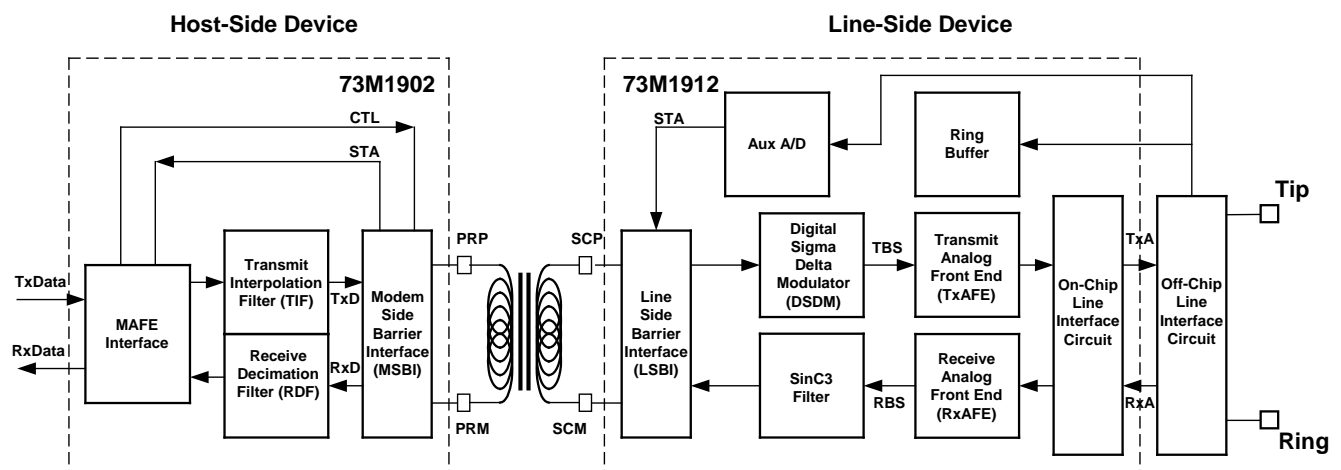 Host-Side Device
Line-Side Device
73M1902
73M1912
CTL
STA
STA
Aux A/D
Ring
Buffer
Tip
PRP
SCP
TxData
RxData
MAFE
Interface
Transmit
Interpolation
Filter (TIF)
TxD
Receive
Decimation
Filter (RDF)
RxD
Modem
Side
Barrier
Interface
(MSBI)
PRM
SCM
Line
Side
Barrier
Interface
(LSBI)
Digital
Sigma
Delta
Modulator
(DSDM)
TBS
Transmit
Analog
Front End
(TxAFE)
SinC3
Filter
RBS
Receive
Analog
Front End
(RxAFE)
On-Chip
Line
Interface
Circuit
TxA
RxA
Off-Chip
Line
Interface
Circuit
Ring